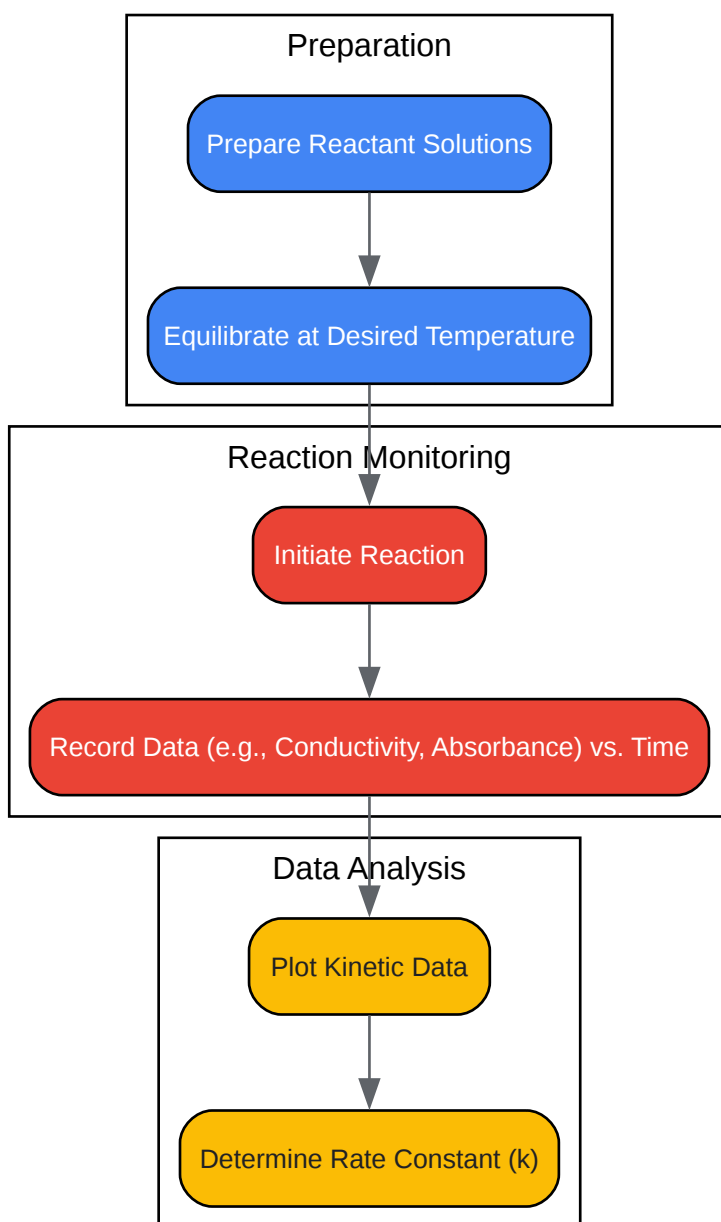 Preparation
Prepare Reactant Solutions
Equilibrate at Desired Temperature
Reaction Monitoring
Initiate Reaction
Record Data (e.g., Conductivity, Absorbance) vs. Time
Data Analysis
Plot Kinetic Data
Determine Rate Constant (k)